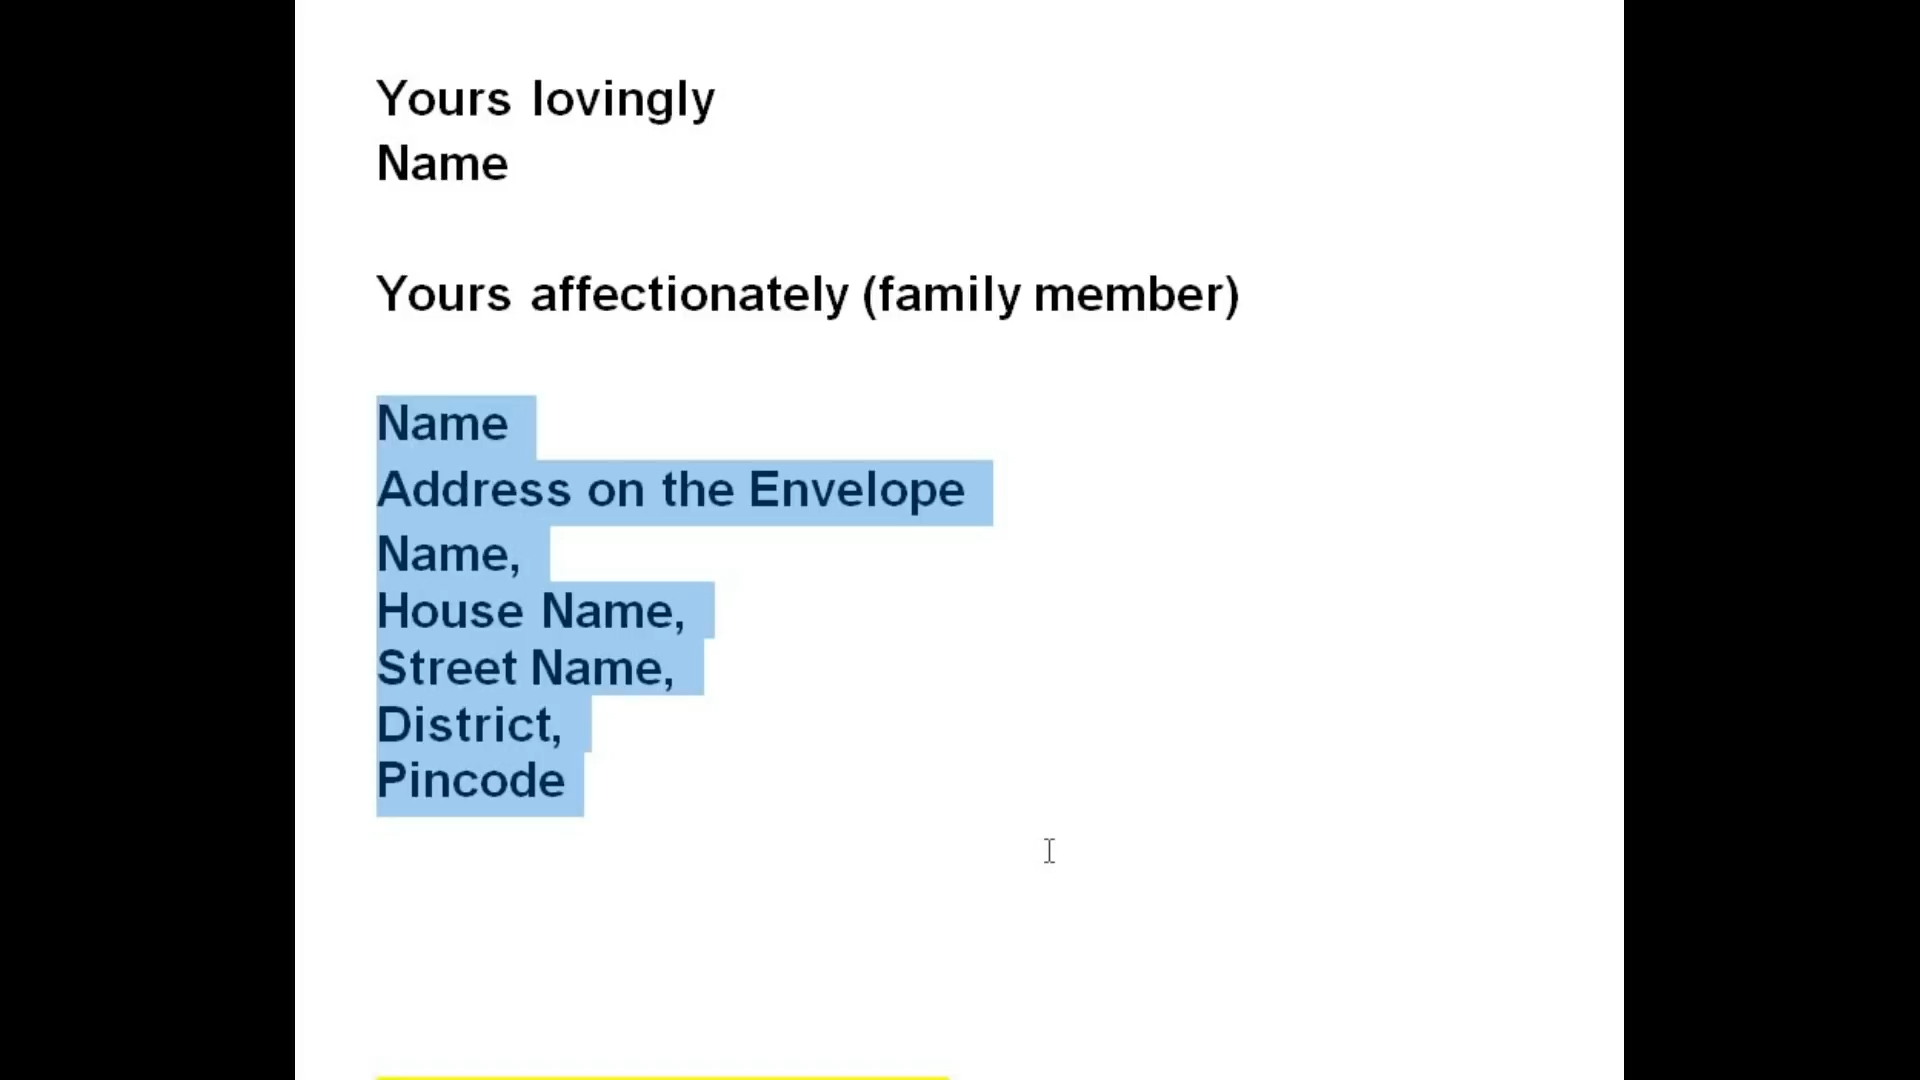 Yours lovingly
Name
Yours affectionately (family member)
Name
Address on the Envelope
Name,
House Name,
Street Name,
District,
Pincode